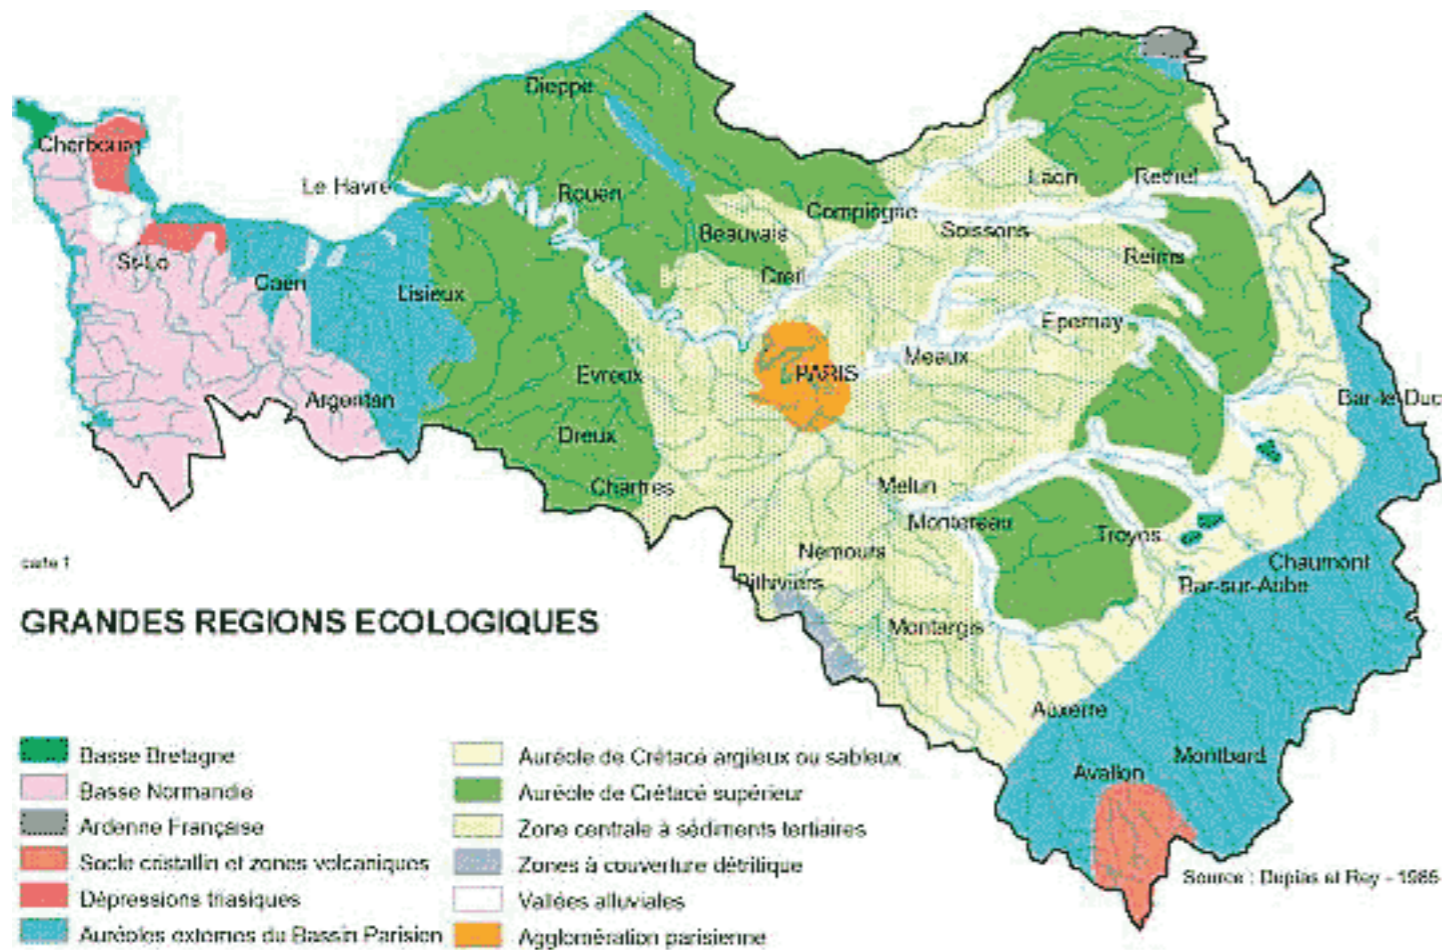 Dieppe
Cherbourg
Le Havre
Rouen
Laon
Rethel
Compiegne
Beauvais
Soissons
St-Lo
Reims
Caen
Creil
Lisieux
Epernay
Meaux
Evreux
PARIS
Argentan
Bar-le-Duc
Dreux
Chartres
Melun
Montereau
Troyes
Nemours
Chaumont
Pithiviers
Bar-sur-Aube
Montargis
Auxerre
Montbard
Avallon
carte 1
GRANDES REGIONS ECOLOGIQUES
Basse Bretagne
Basse Normandie
Ardenne Française
Socle cristallin et zones volcaniques
Dépressions triasiques
Auréoles externes du Bassin Parisien
Auréole de Crétacé argileux ou sableux
Auréole de Crétacé supérieur
Zone centrale à sédiments tertiaires
Zones à couverture détritique
Vallées alluviales
Agglomération parisienne
Source : Dupias et Rey - 1985